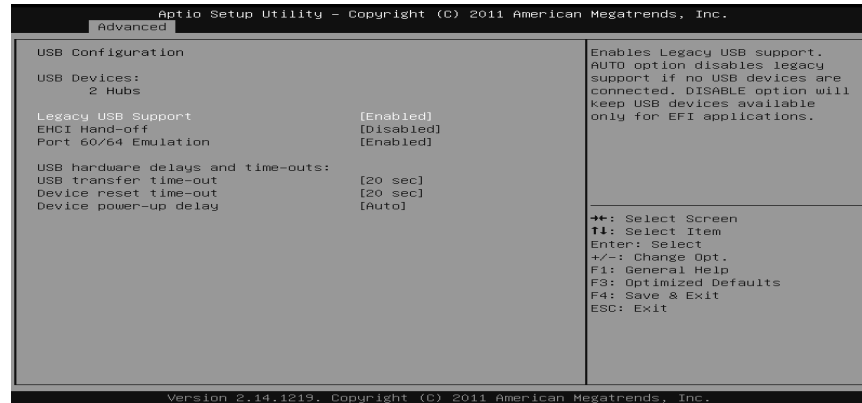 Aptio Setup Utility – Copyright (C) 2011 American Megatrends, Inc.
Advanced
USB Configuration
USB Devices:
2 Hubs
Legacy USB Support [Enabled]
EHCI Hand-off [Disabled]
Port 60/64 Emulation [Enabled]
USB hardware delays and time-outs:
USB transfer time-out [20 sec]
Device reset time-out [20 sec]
Device power-up delay [Auto]
Enables Legacy USB support.
AUTO option disables legacy
support if no USB devices are
connected. DISABLE option will
keep USB devices available
only for EFI applications.
→←: Select Screen
↑↓: Select Item
Enter: Select
+/-: Change Opt.
F1: General Help
F3: Optimized Defaults
F4: Save & Exit
ESC: Exit
Version 2.14.1219. Copyright (C) 2011 American Megatrends, Inc.